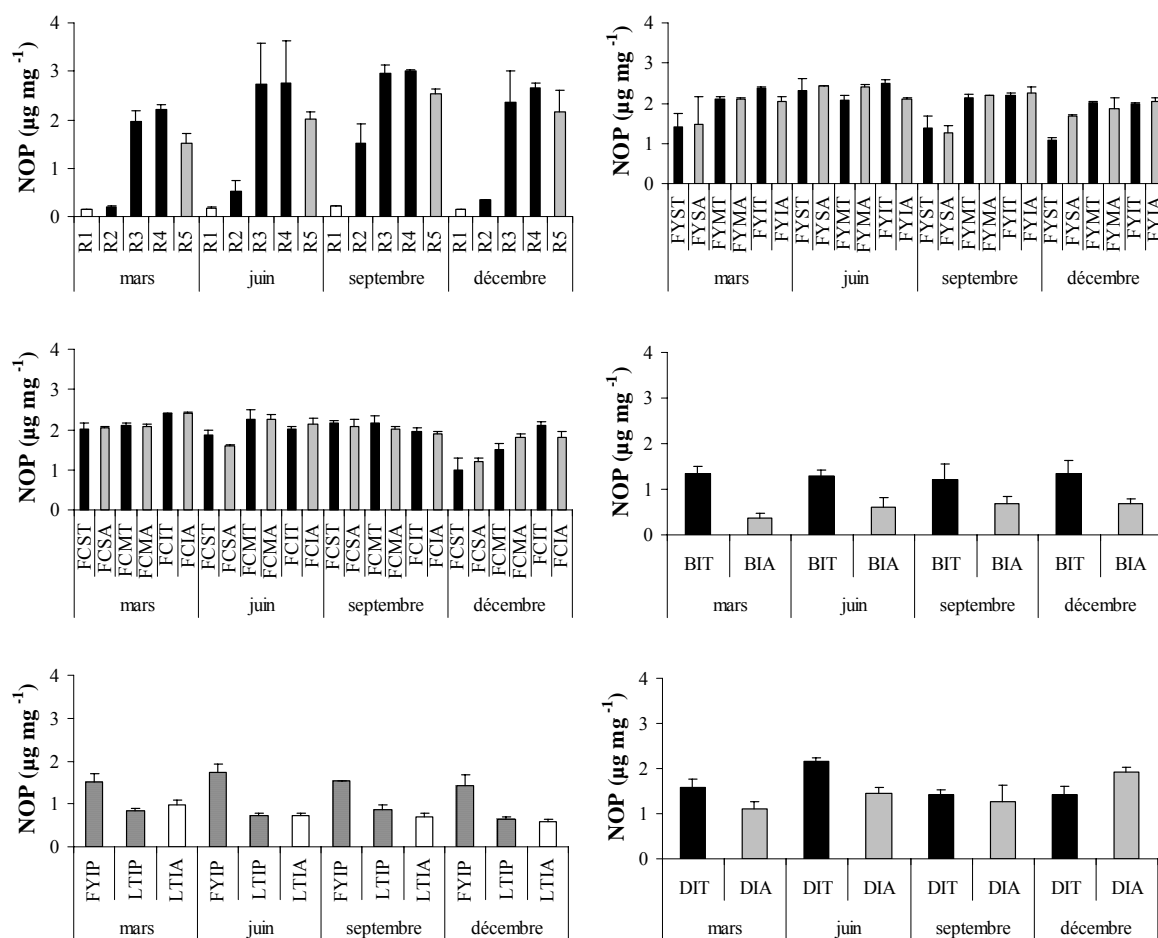 NOP (µg mg -1)
4
3
2
1
0
R1 R2 R3 R4 R5 R1 R2 R3 R4 R5 R1 R2 R3 R4 R5 R1 R2 R3 R4 R5
mars juin septembre décembre
NOP (µg mg -1)
4
3
2
1
0
FYST FYSA FYMT FYMA FYIT FYIA FYST FYSA FYMT FYMA FYIT FYIA FYST FYSA FYMT FYMA FYIT FYIA FYST FYSA FYMT FYMA FYIT FYIA
mars juin septembre décembre
NOP (µg mg -1)
4
3
2
1
0
FCST FCSA FCMT FCMA FCIT FCIA FCST FCSA FCMT FCMA FCIT FCIA FCST FCSA FCMT FCMA FCIT FCIA FCST FCSA FCMT FCMA FCIT FCIA
mars juin septembre décembre
NOP (µg mg -1)
4
3
2
1
0
BIT BIA BIT BIA BIT BIA BIT BIA
mars juin septembre décembre
NOP (µg mg -1)
4
3
2
1
0
FYIP LTIP LTIA FYIP LTIP LTIA FYIP LTIP LTIA FYIP LTIP LTIA
mars juin septembre décembre
NOP (µg mg -1)
4
3
2
1
0
DIT DIA DIT DIA DIT DIA DIT DIA
mars juin septembre décembre